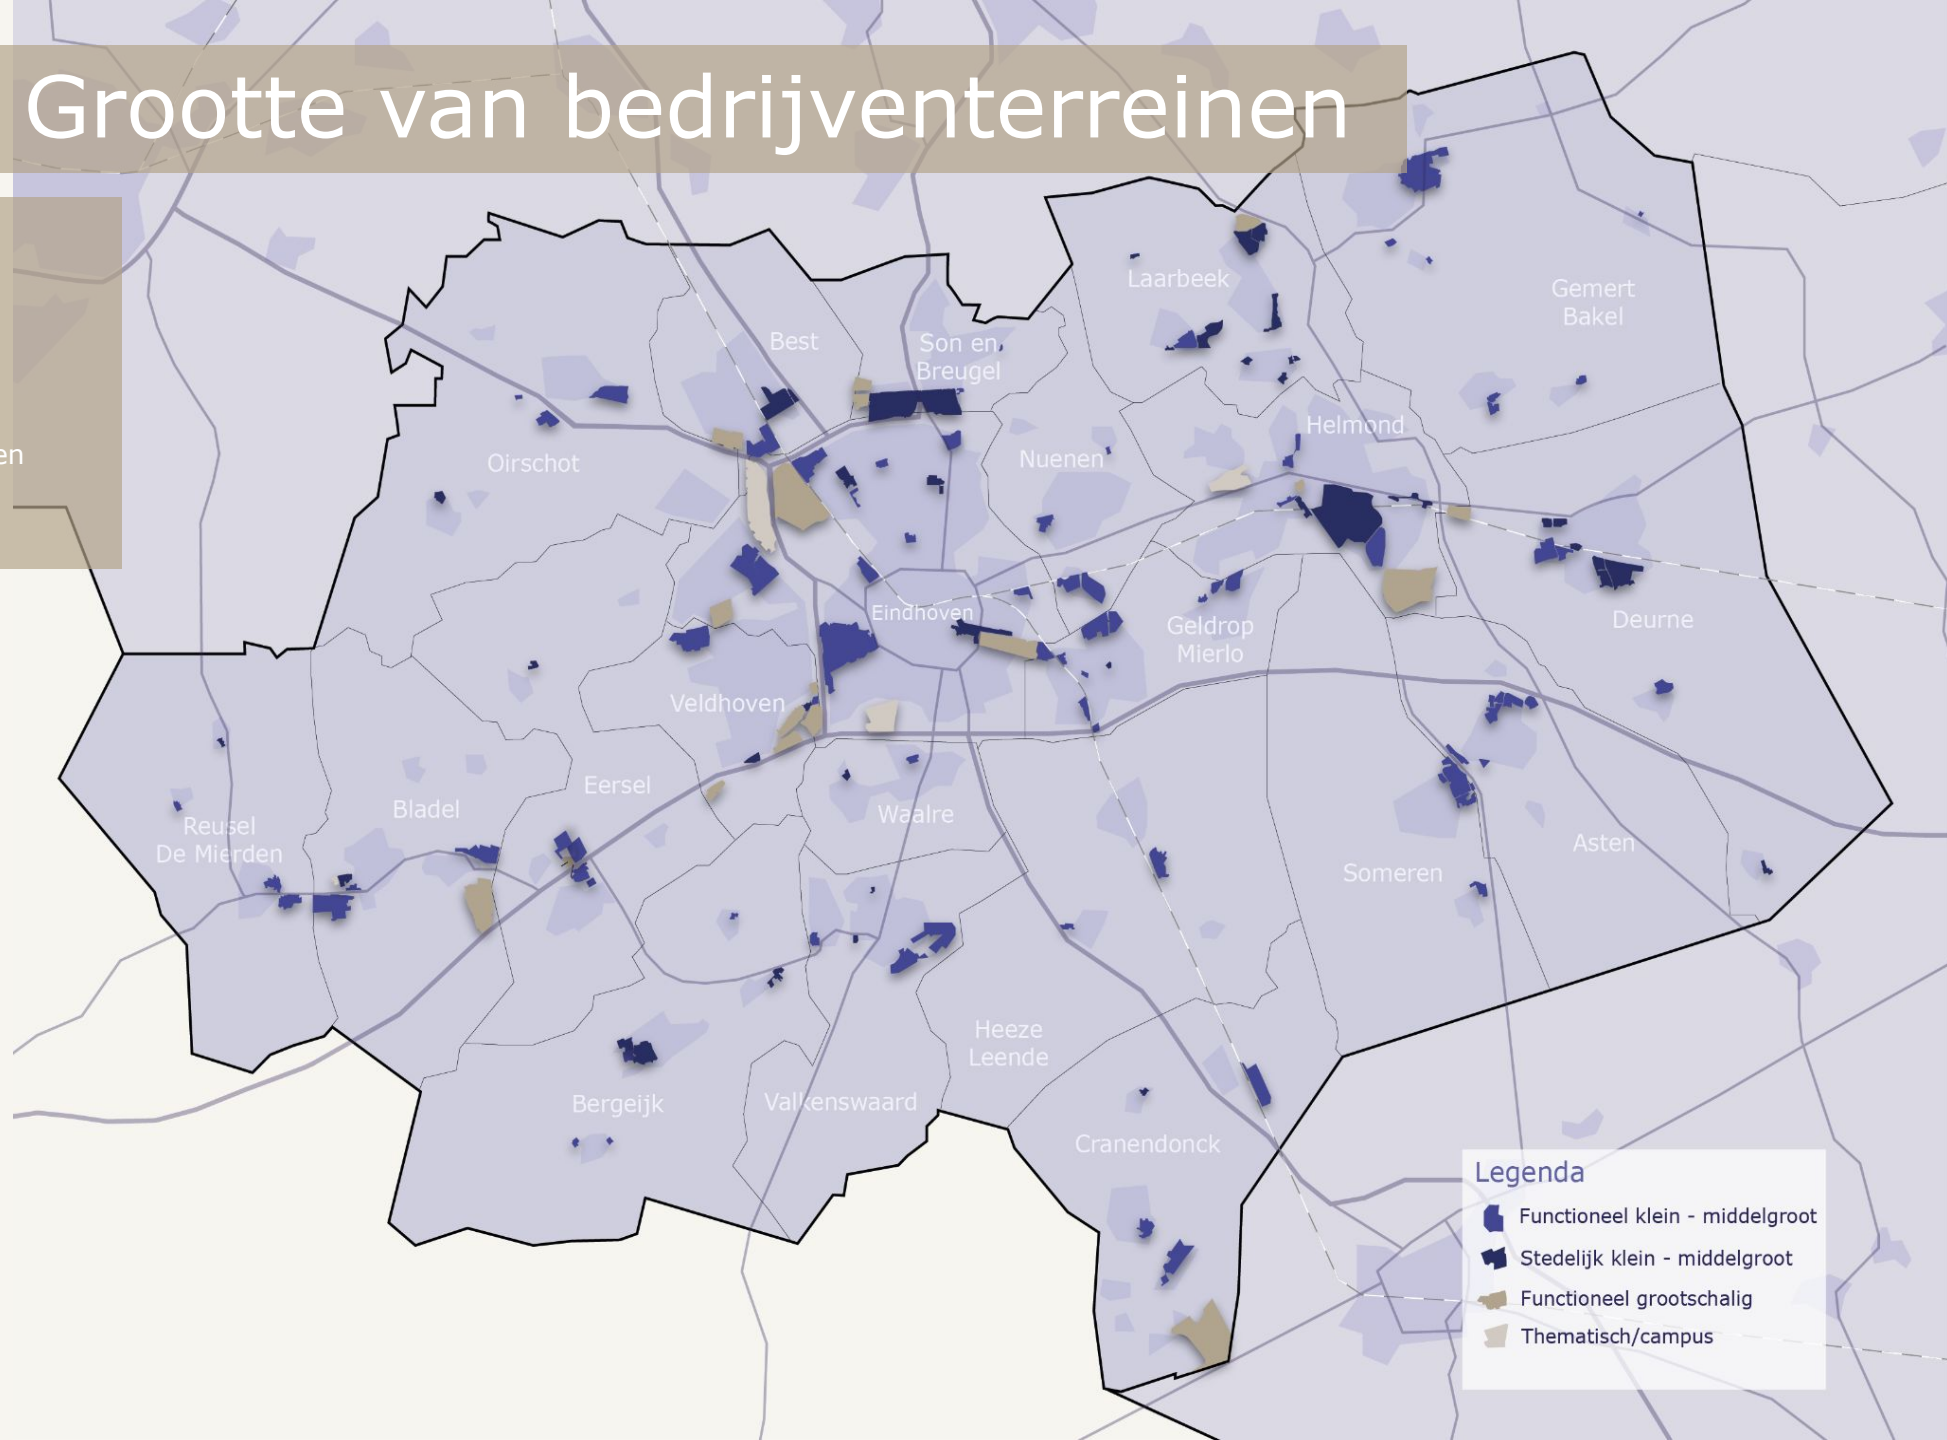 Grootte van bedrijventerreinen
en
Laarbeek
Gemert
Bakel
Best
Son en
Breugel
Helmond
Oirschot
Nuenen
Eindhoven
Geldrop
Mierlo
Deurne
Veldhoven
Eersel
Bladel
Waalre
Reusel
De Mierden
Asten
Someren
Heeze
Leende
Bergeijk
Valkenswaard
Cranendonck
Legenda
Functioneel klein - middelgroot
Stedelijk klein - middelgroot
Functioneel grootschalig
Thematisch/campus